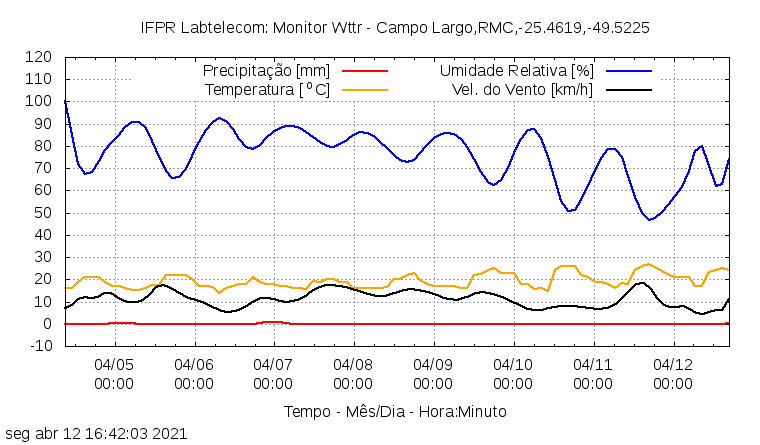 IFPR Labtelecom: Monitor Wttr - Campo Largo,RMC,-25.4619,-49.5225
Precipitação [mm]
Temperatura [ ⁰C]
Umidade Relativa [%]
Vel. do Vento [km/h]
120
110
100
90
80
70
60
50
40
30
20
10
0
-10
04/05 04/06 04/07 04/08 04/09 04/10 04/11 04/12
00:00 00:00 00:00 00:00 00:00 00:00 00:00 00:00
Tempo - Mês/Dia - Hora:Minuto
seg abr 12 16:42:03 2021